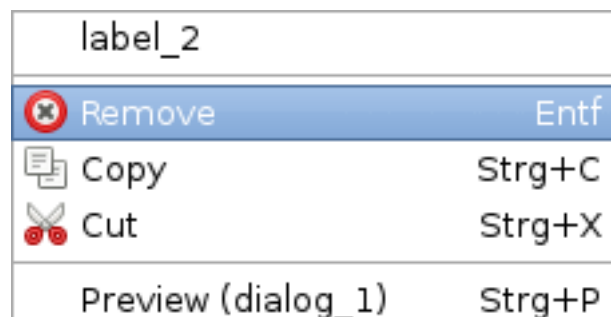 label_2
Remove Entf
Copy Strg+C
Cut Strg+X
Preview (dialog_1) Strg+P